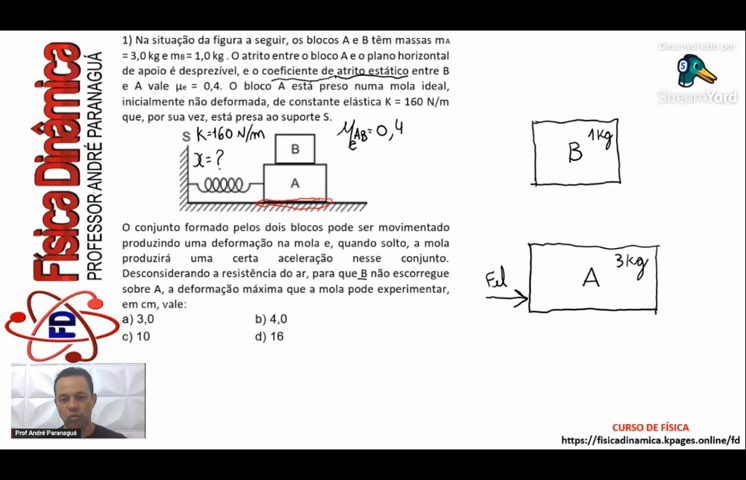 Física Dinâmica
PROFESSOR ANDRÉ PARANAGUÁ
FD
1) Na situação da figura a seguir, os blocos A e B têm massas mA
= 3,0 kg e mB= 1,0 kg . O atrito entre o bloco A e o plano horizontal
de apoio é desprezível, e o coeficiente de atrito estático entre B
e A vale μe = 0,4. O bloco A está preso numa mola ideal,
inicialmente não deformada, de constante elástica K = 160 N/m
que, por sua vez, está presa ao suporte S.
S K=160 N/m
x=?
B
A
μeAB=0,4
O conjunto formado pelos dois blocos pode ser movimentado
produzindo uma deformação na mola e, quando solto, a mola
produzirá uma certa aceleração nesse conjunto.
Desconsiderando a resistência do ar, para que B não escorregue
sobre A, a deformação máxima que a mola pode experimentar,
em cm, vale:
a) 3,0 b) 4,0
c) 10 d) 16
B 1kg
Fel
A 3kg
Desenvolvido por
StreamYard
Prof André Paranaguá
CURSO DE FÍSICA
https://fisicadinamica.kpages.online/fd